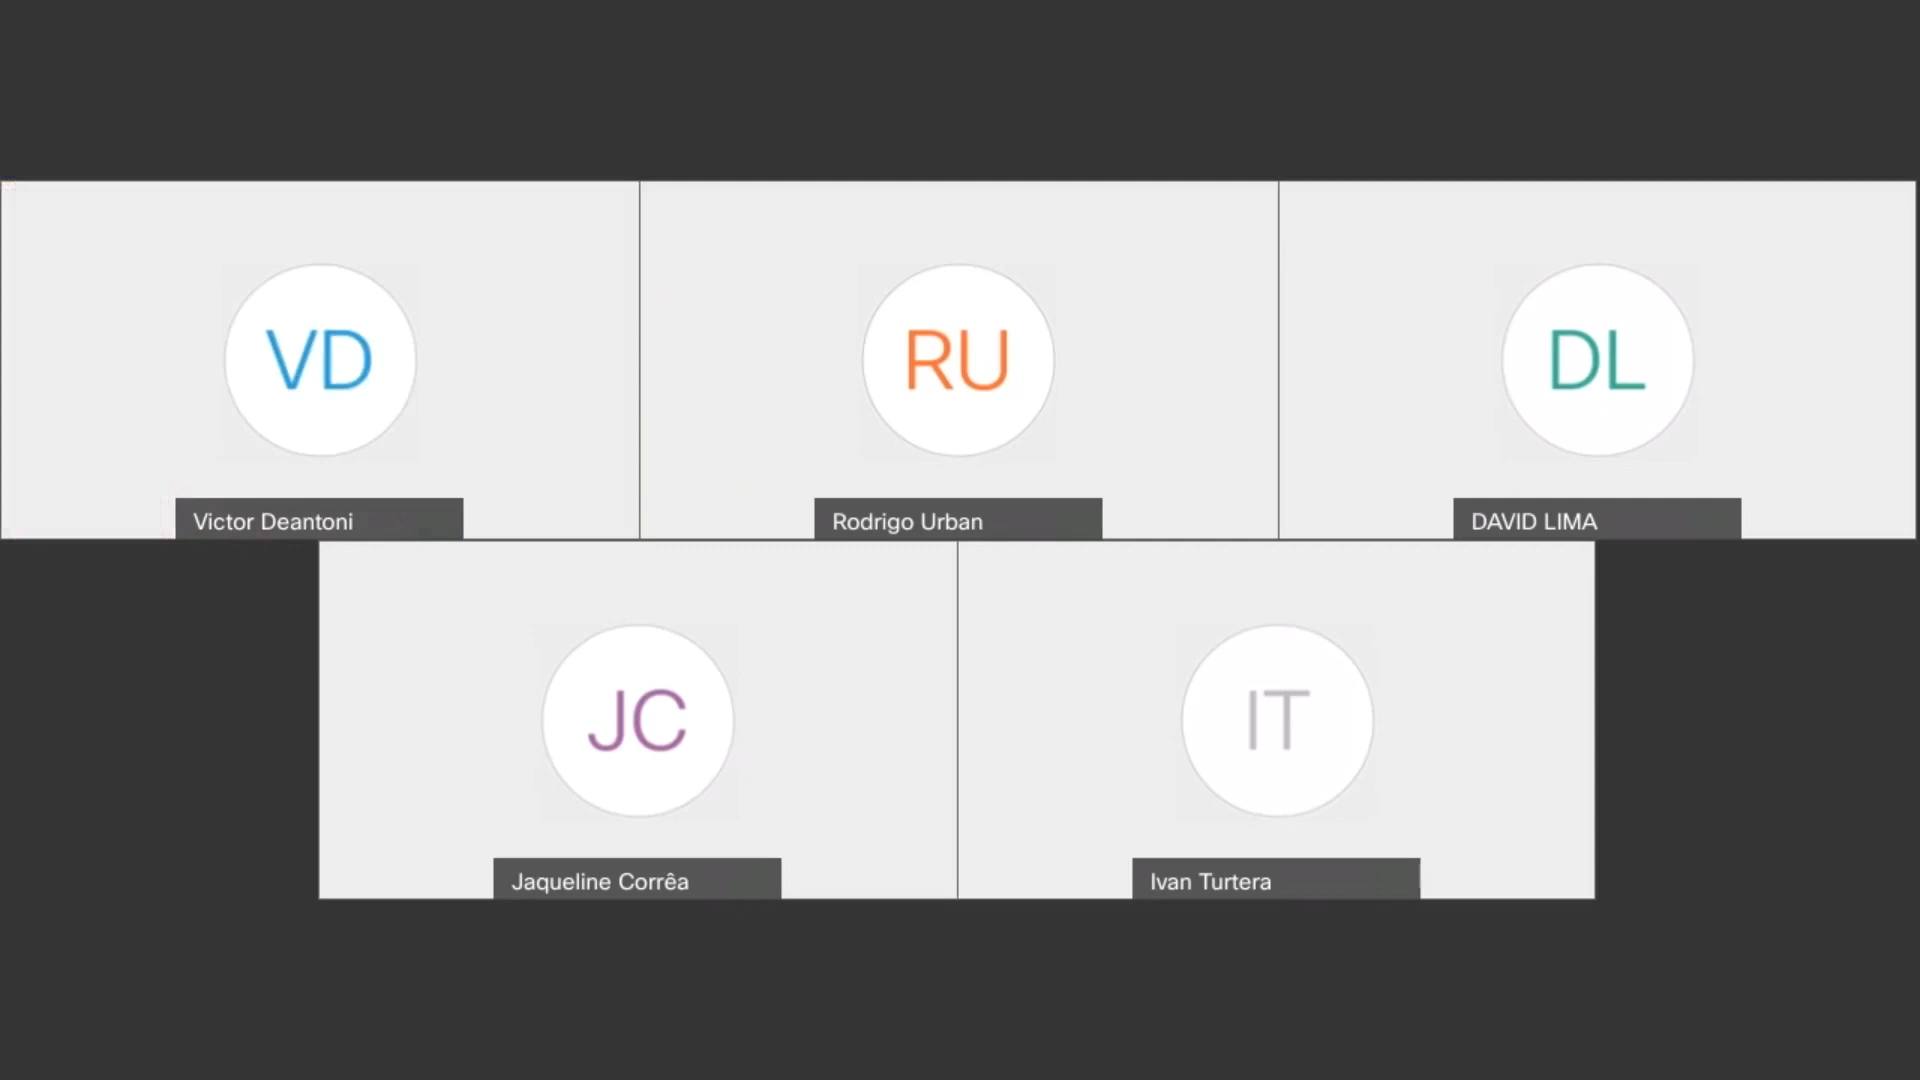 VD
RU
DL
Victor Deantoni
Rodrigo Urban
DAVID LIMA
JC
IT
Jaqueline Corrêa
Ivan Turtera